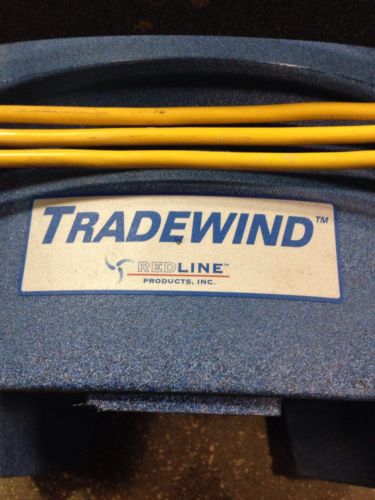 TRADEWIND™
REDLINE™
PRODUCTS, INC.